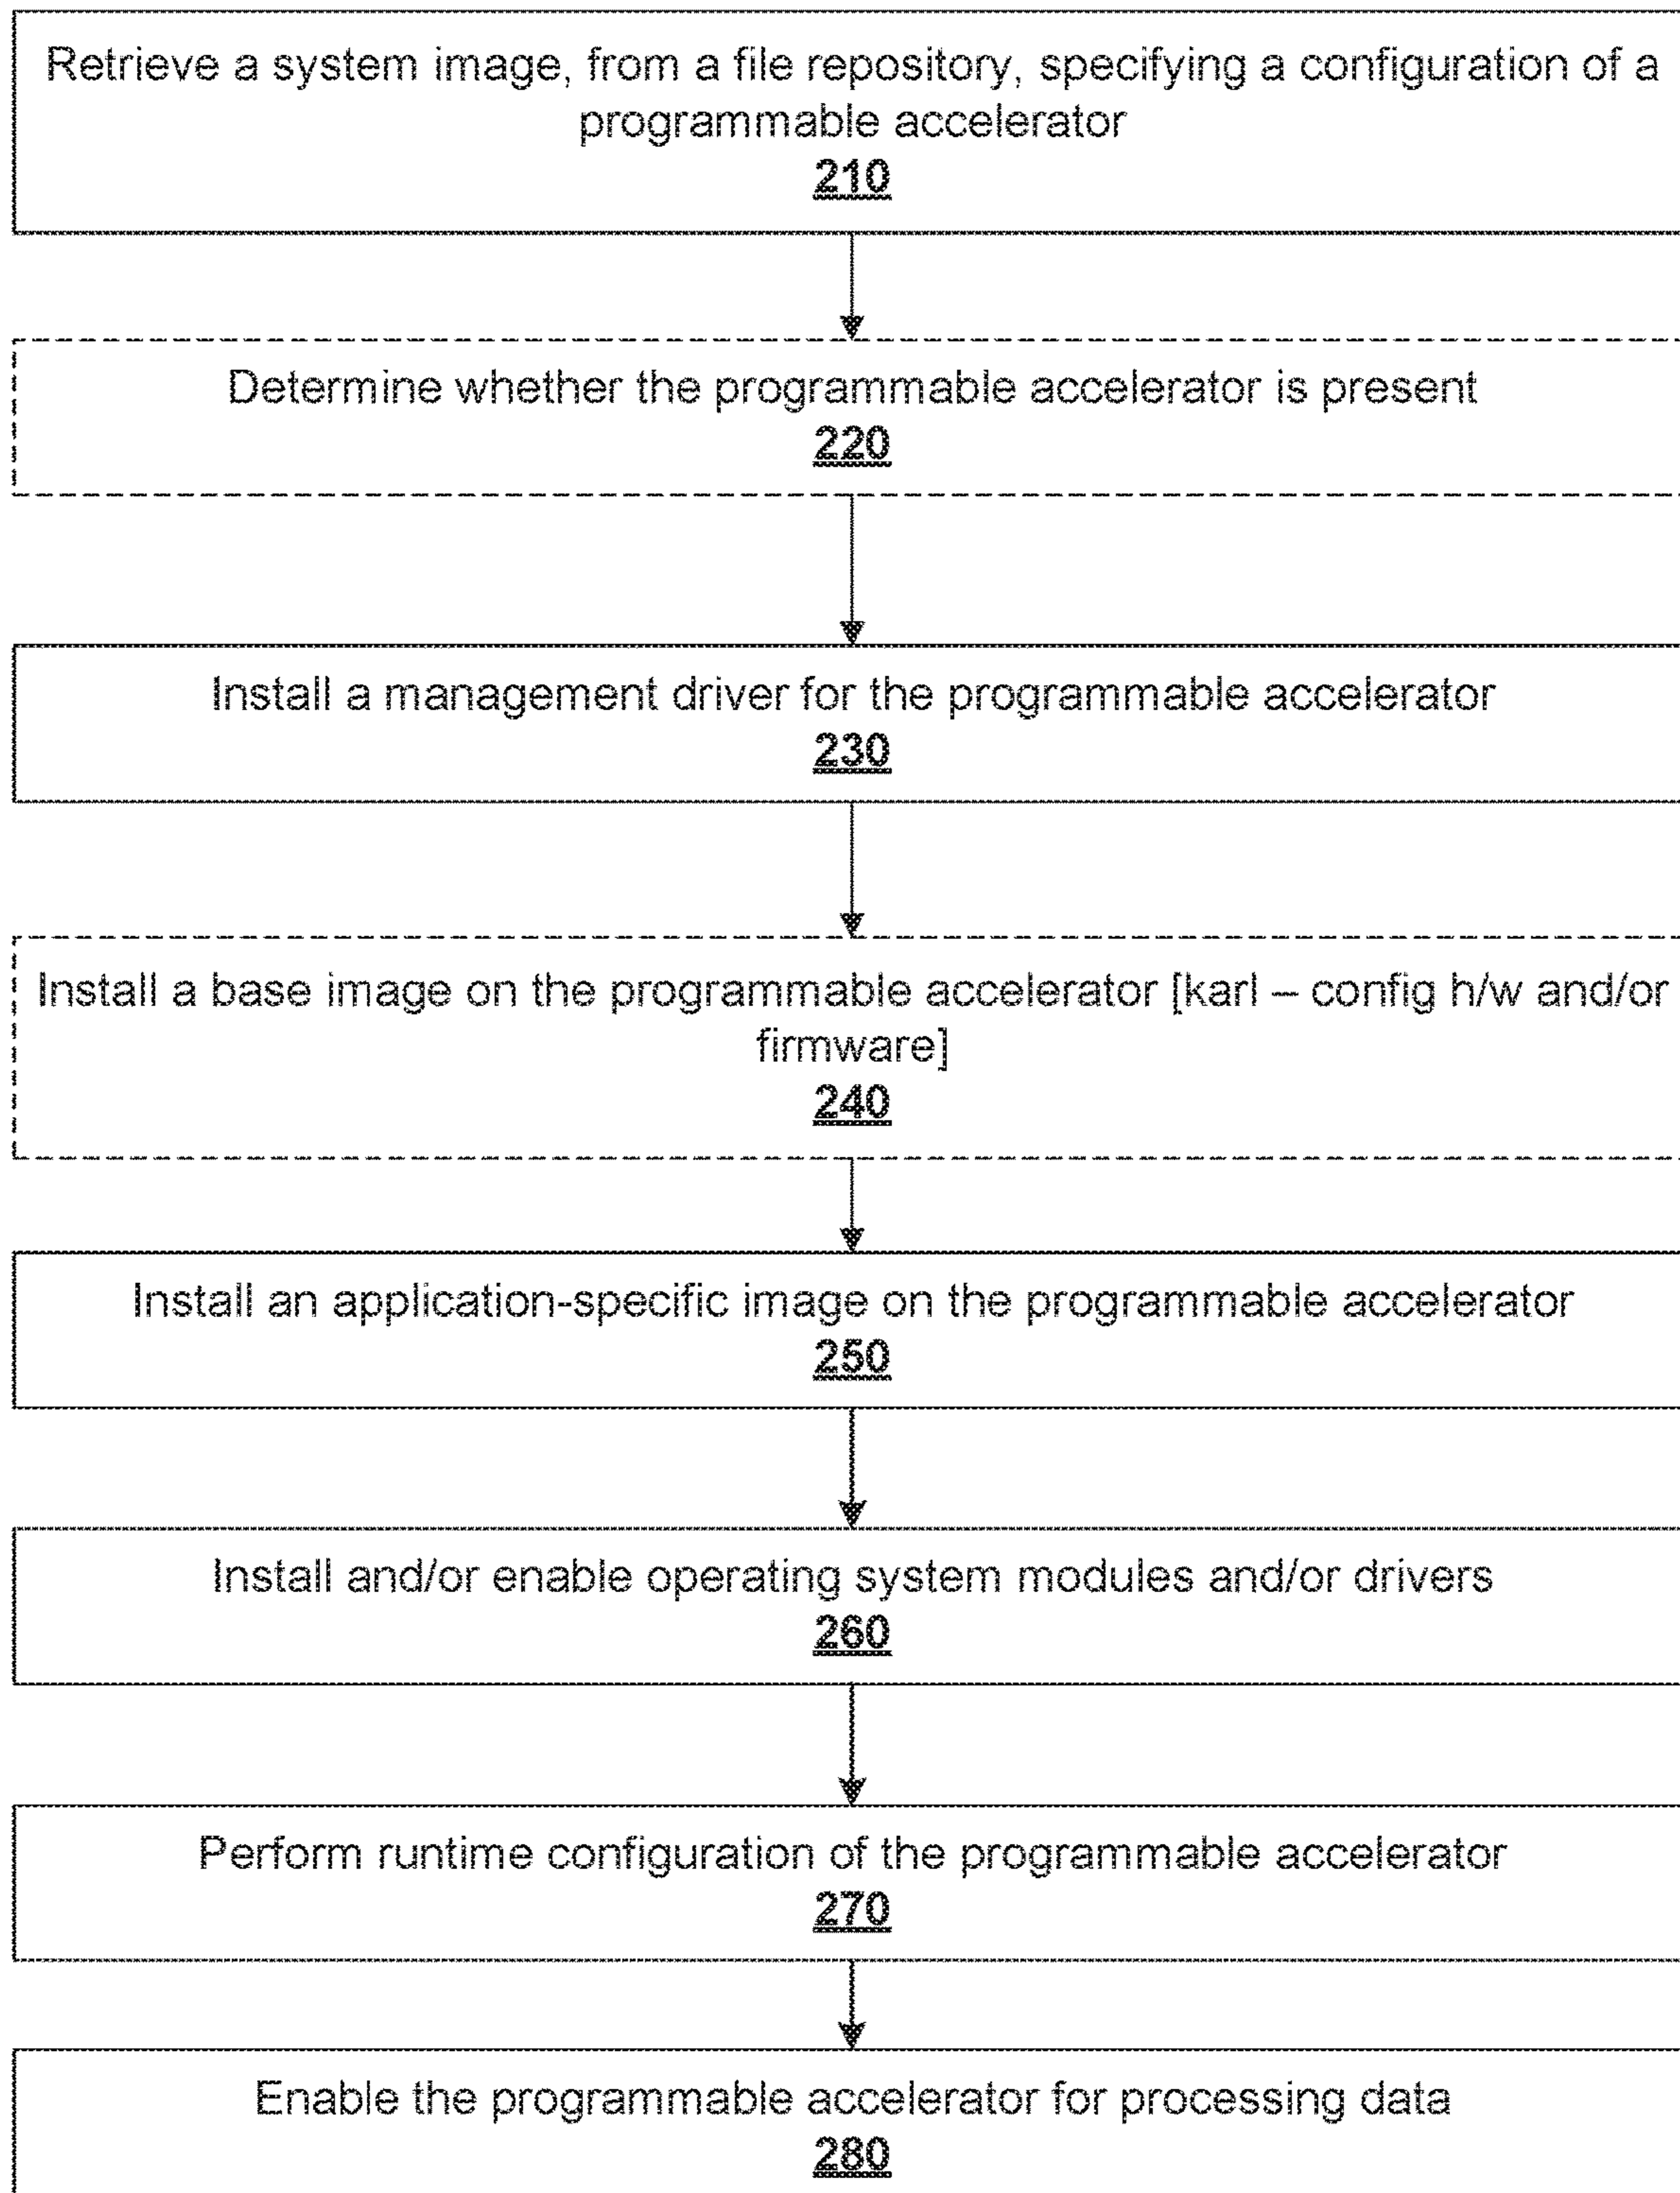 Retrieve a system image, from a file repository, specifying a configuration of a
programmable accelerator
210
Determine whether the programmable accelerator is present
220
Install a management driver for the programmable accelerator
230
Install a base image on the programmable accelerator [karl – config h/w and/or
firmware]
240
Install an application-specific image on the programmable accelerator
250
Install and/or enable operating system modules and/or drivers
260
Perform runtime configuration of the programmable accelerator
270
Enable the programmable accelerator for processing data
280